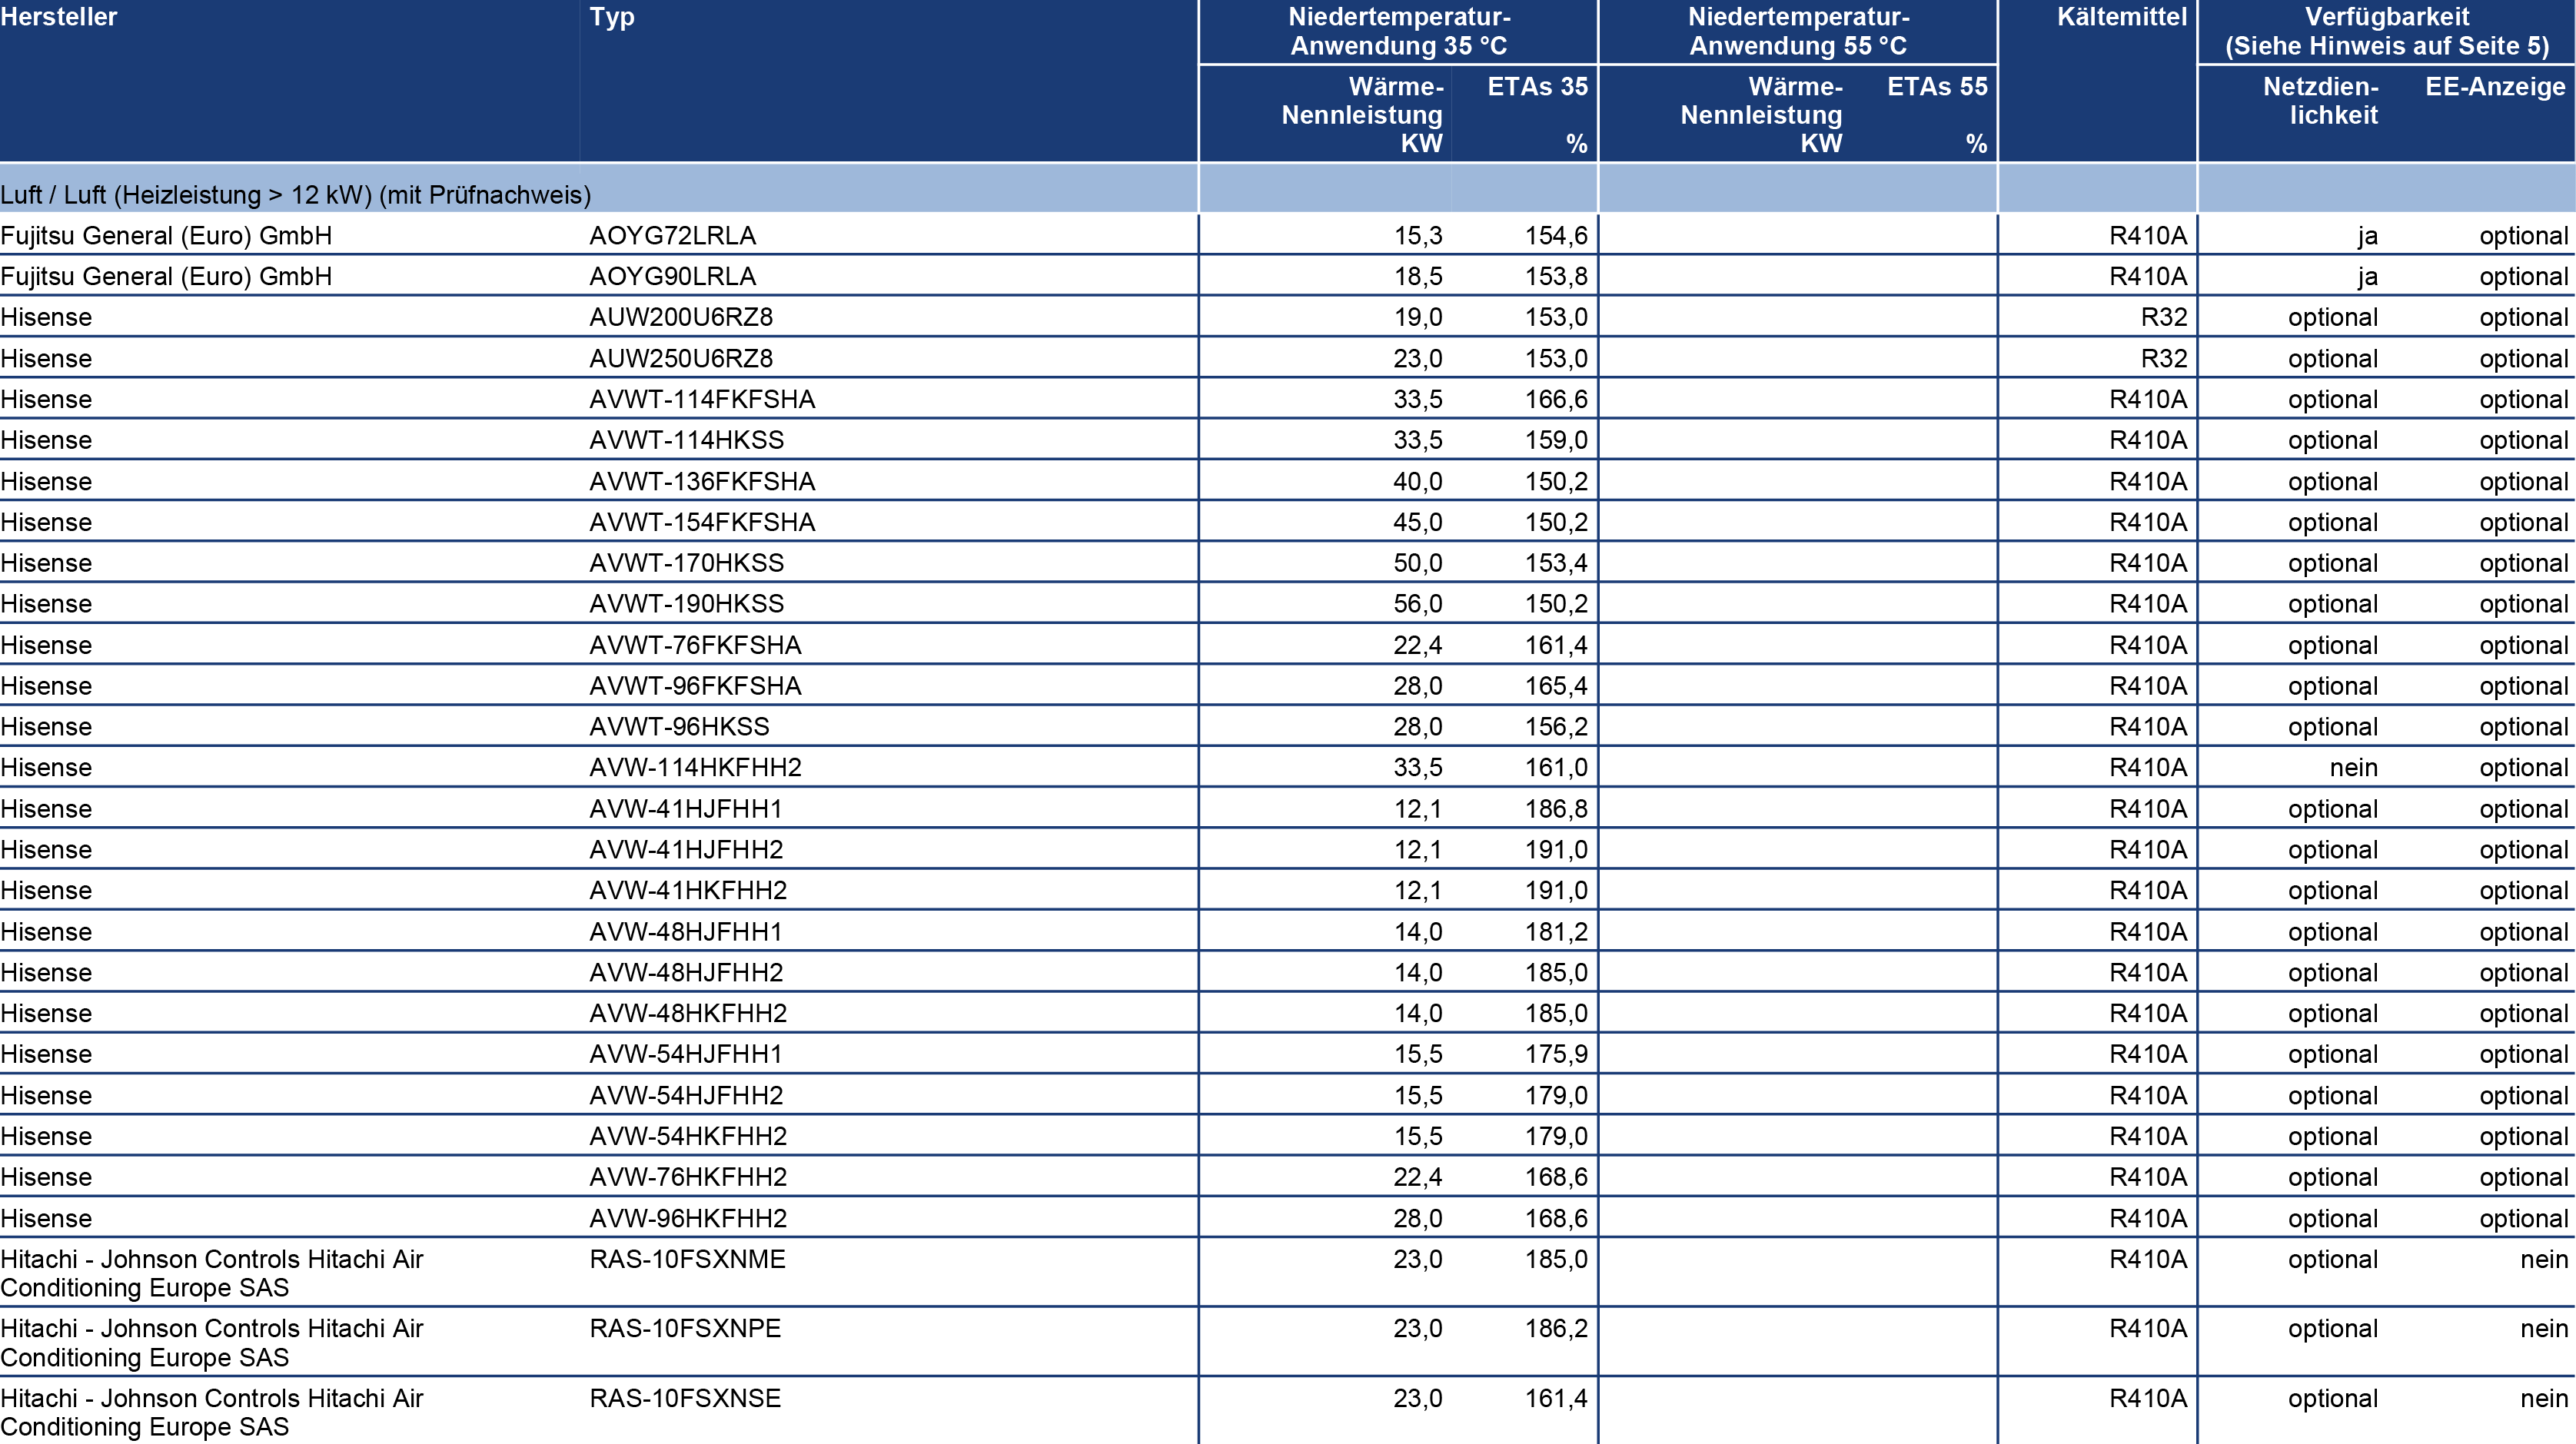 Hersteller Typ Niedertemperatur- Niedertemperatur- Kältemittel Verfügbarkeit
Anwendung 35 °C Anwendung 55 °C (Siehe Hinweis auf Seite 5)
Wärme- ETAs 35 Wärme- ETAs 55 Netzdien- EE-Anzeige
Nennleistung Nennleistung lichkeit
KW % KW %
Luft / Luft (Heizleistung > 12 kW) (mit Prüfnachweis)
Fujitsu General (Euro) GmbH AOYG72LRLA 15,3 154,6 R410A ja optional
Fujitsu General (Euro) GmbH AOYG90LRLA 18,5 153,8 R410A ja optional
Hisense AUW200U6RZ8 19,0 153,0 R32 optional optional
Hisense AUW250U6RZ8 23,0 153,0 R32 optional optional
Hisense AVWT-114FKFSHA 33,5 166,6 R410A optional optional
Hisense AVWT-114HKSS 33,5 159,0 R410A optional optional
Hisense AVWT-136FKFSHA 40,0 150,2 R410A optional optional
Hisense AVWT-154FKFSHA 45,0 150,2 R410A optional optional
Hisense AVWT-170HKSS 50,0 153,4 R410A optional optional
Hisense AVWT-190HKSS 56,0 150,2 R410A optional optional
Hisense AVWT-76FKFSHA 22,4 161,4 R410A optional optional
Hisense AVWT-96FKFSHA 28,0 165,4 R410A optional optional
Hisense AVWT-96HKSS 28,0 156,2 R410A optional optional
Hisense AVW-114HKFHH2 33,5 161,0 R410A nein optional
Hisense AVW-41HJFHH1 12,1 186,8 R410A optional optional
Hisense AVW-41HJFHH2 12,1 191,0 R410A optional optional
Hisense AVW-41HKFHH2 12,1 191,0 R410A optional optional
Hisense AVW-48HJFHH1 14,0 181,2 R410A optional optional
Hisense AVW-48HJFHH2 14,0 185,0 R410A optional optional
Hisense AVW-48HKFHH2 14,0 185,0 R410A optional optional
Hisense AVW-54HJFHH1 15,5 175,9 R410A optional optional
Hisense AVW-54HJFHH2 15,5 179,0 R410A optional optional
Hisense AVW-54HKFHH2 15,5 179,0 R410A optional optional
Hisense AVW-76HKFHH2 22,4 168,6 R410A optional optional
Hisense AVW-96HKFHH2 28,0 168,6 R410A optional optional
Hitachi - Johnson Controls Hitachi Air RAS-10FSXNME 23,0 185,0 R410A optional nein
Conditioning Europe SAS
Hitachi - Johnson Controls Hitachi Air RAS-10FSXNPE 23,0 186,2 R410A optional nein
Conditioning Europe SAS
Hitachi - Johnson Controls Hitachi Air RAS-10FSXNSE 23,0 161,4 R410A optional nein
Conditioning Europe SAS